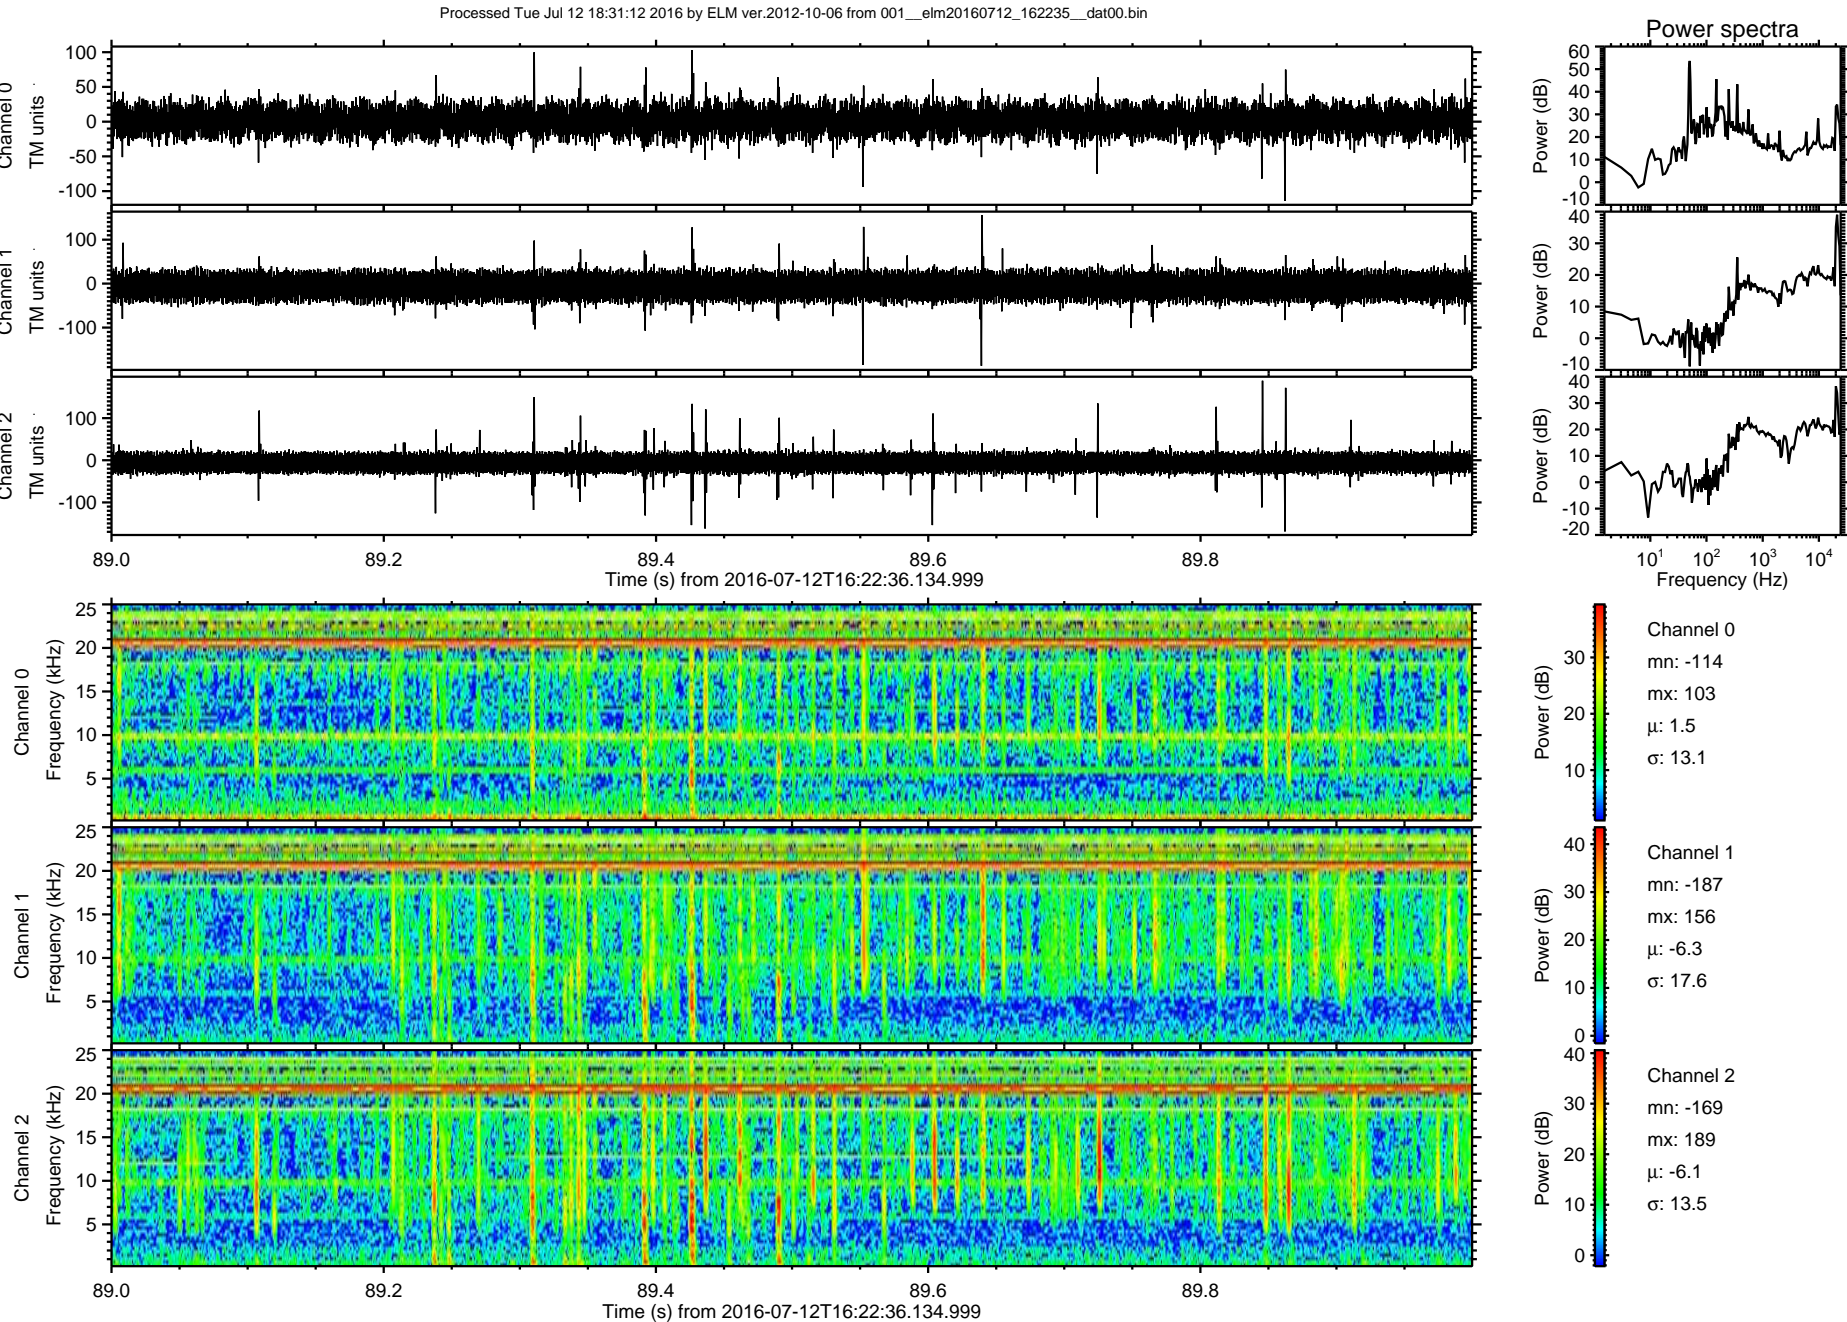 Processed Tue Jul 12 18:31:12 2016 by ELM ver.2012-10-06 from 001__elm20160712_162235__dat00.bin
Power spectra
Channel 0
TM units
100
50
0
-50
-100
Power (dB)
60
50
40
30
20
10
0
-10
Channel 1
TM units
100
0
-100
Power (dB)
40
30
20
10
0
-10
Channel 2
TM units
100
0
-100
Power (dB)
40
30
20
10
0
-10
-20
89.0 89.2 89.4 89.6 89.8
Time (s) from 2016-07-12T16:22:36.134.999
10¹ 10² 10³ 10⁴
Frequency (Hz)
Channel 0
Frequency (kHz)
25
20
15
10
5
Power (dB)
30
20
10
Channel 0
mn: -114
mx: 103
μ: 1.5
σ: 13.1
Channel 1
Frequency (kHz)
25
20
15
10
5
Power (dB)
40
30
20
10
0
Channel 1
mn: -187
mx: 156
μ: -6.3
σ: 17.6
Channel 2
Frequency (kHz)
25
20
15
10
5
Power (dB)
40
30
20
10
0
Channel 2
mn: -169
mx: 189
μ: -6.1
σ: 13.5
89.0 89.2 89.4 89.6 89.8
Time (s) from 2016-07-12T16:22:36.134.999